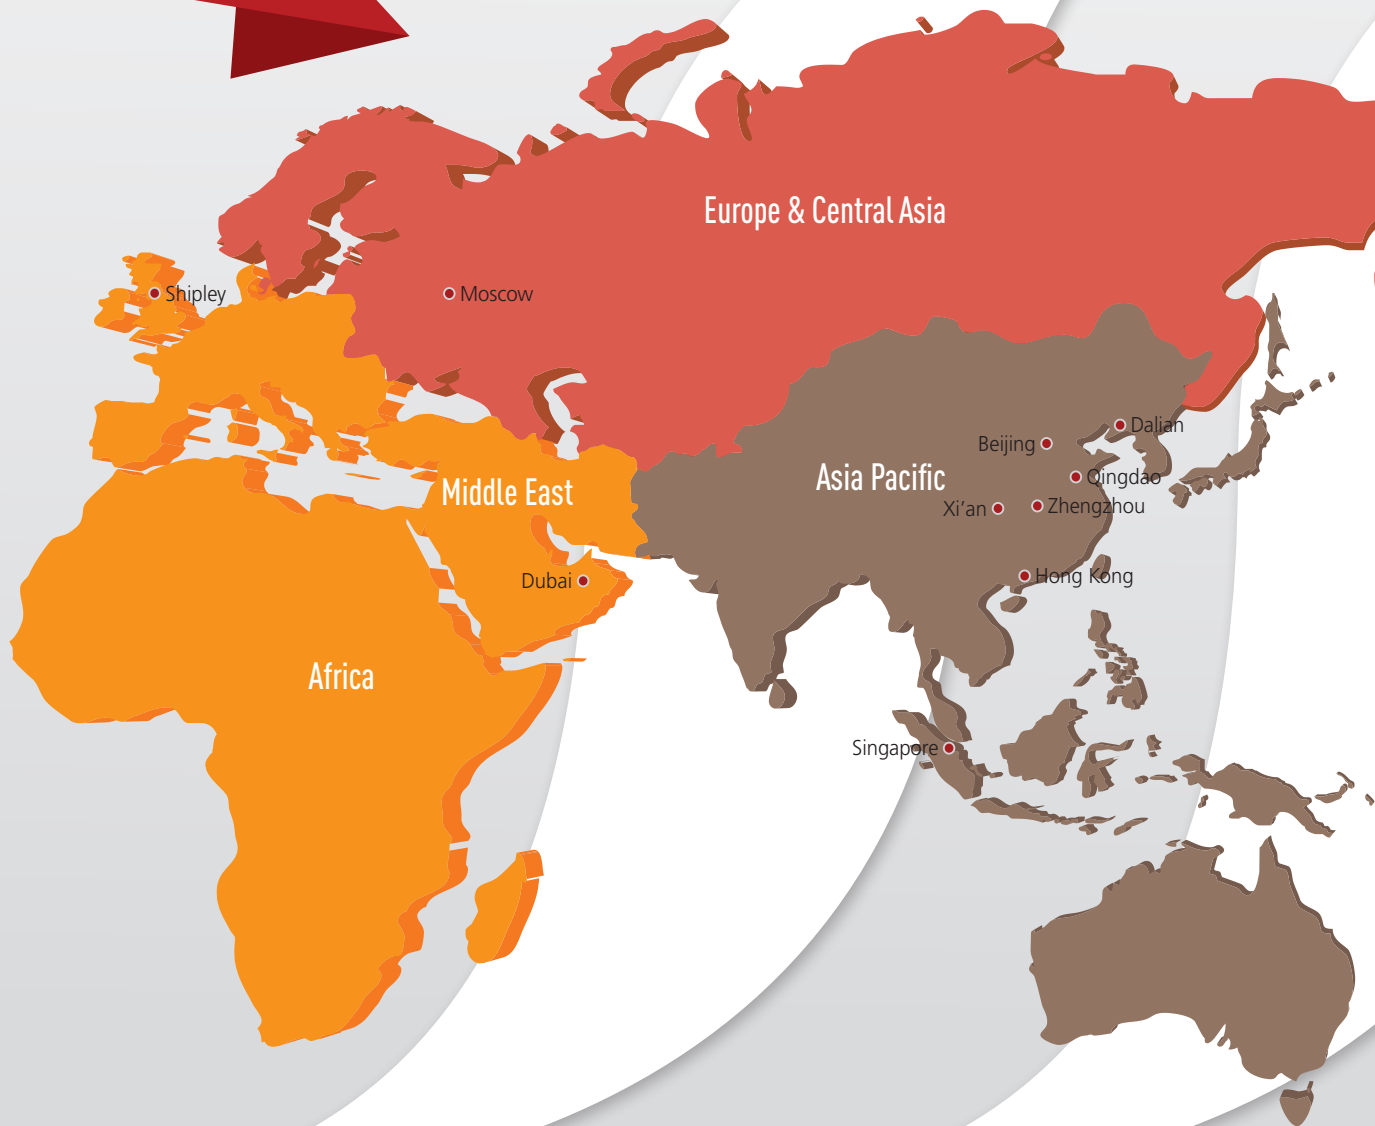 Europe & Central Asia
Shipley
Moscow
Dalian
Beijing
Asia Pacific
Qingdao
Middle East
Xi’an
Zhengzhou
Dubai
Hong Kong
Africa
Singapore